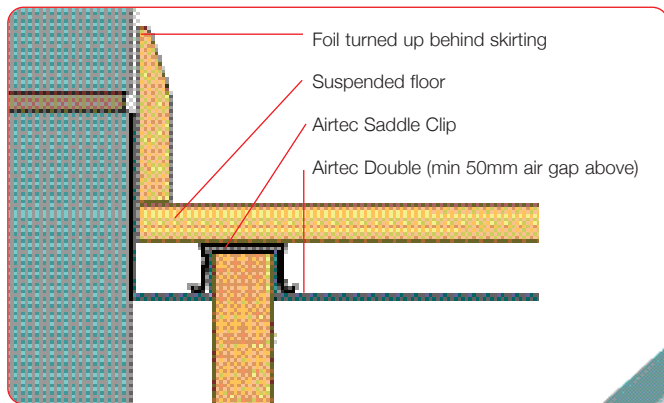 Foil turned up behind skirting
Suspended floor
Airtec Saddle Clip
Airtec Double (min 50mm air gap above)